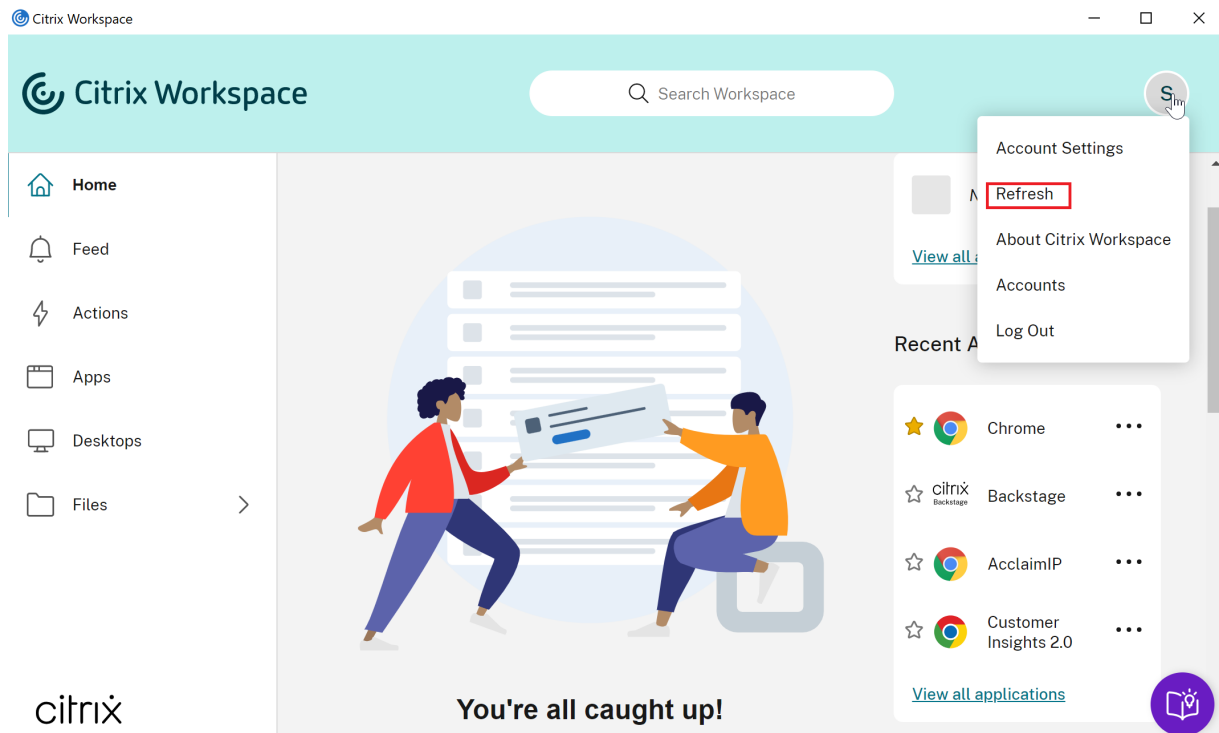 Citrix Workspace
Citrix Workspace
Search Workspace
S
Account Settings
Refresh
About Citrix Workspace
Accounts
Log Out
Home
Feed
Actions
Apps
Desktops
Files
citrix
You're all caught up!
View all
Recent
Chrome
citrix
Backstage
Backstage
AcclaimIP
Customer
Insights 2.0
View all applications